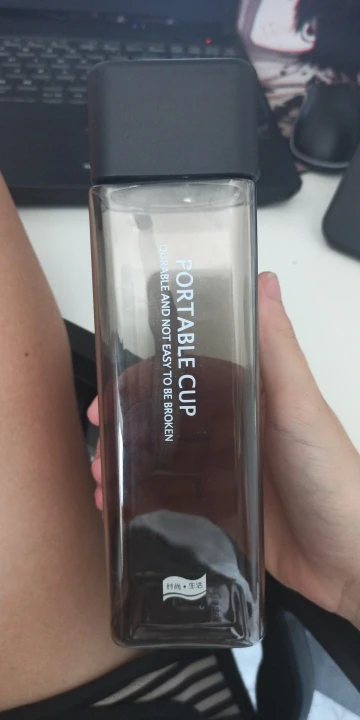 PORTABLE CUP
DURABLE AND NOT EASY TO BE BROKEN
时尚•生活